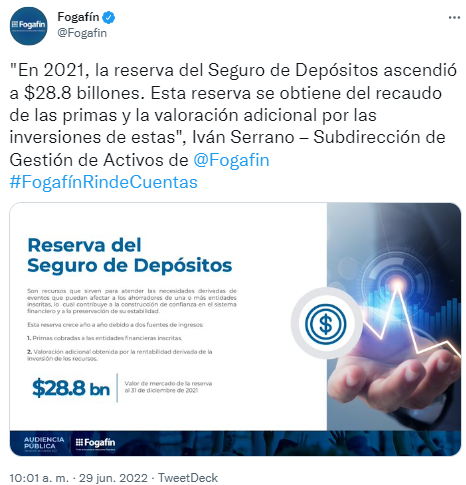 Fogafín
@Fogafin
"En 2021, la reserva del Seguro de Depósitos ascendió
a $28.8 billones. Esta reserva se obtiene del recaudo
de las primas y la valoración adicional por las
inversiones de estas", Iván Serrano – Subdirección de
Gestión de Activos de @Fogafin
#FogafínRindeCuentas
Reserva del
Seguro de Depósitos
Son recursos que sirven para atender las necesidades derivadas de
eventos que puedan afectar a los ahorradores de una o más entidades
inscritas, lo cual contribuye a la construcción de confianza en el sistema
financiero y a la preservación de su estabilidad.
Esta reserva crece año a año debido a dos fuentes de ingresos:
1. Primas cobradas a las entidades financieras inscritas.
2. Valoración adicional obtenida por la rentabilidad derivada de la
inversión de los recursos.
$28.8 bn
Valor de mercado de la reserva
al 31 de diciembre de 2021
AUDIENCIA
PÚBLICA
Fogafín
10:01 a. m. · 29 jun. 2022 · TweetDeck